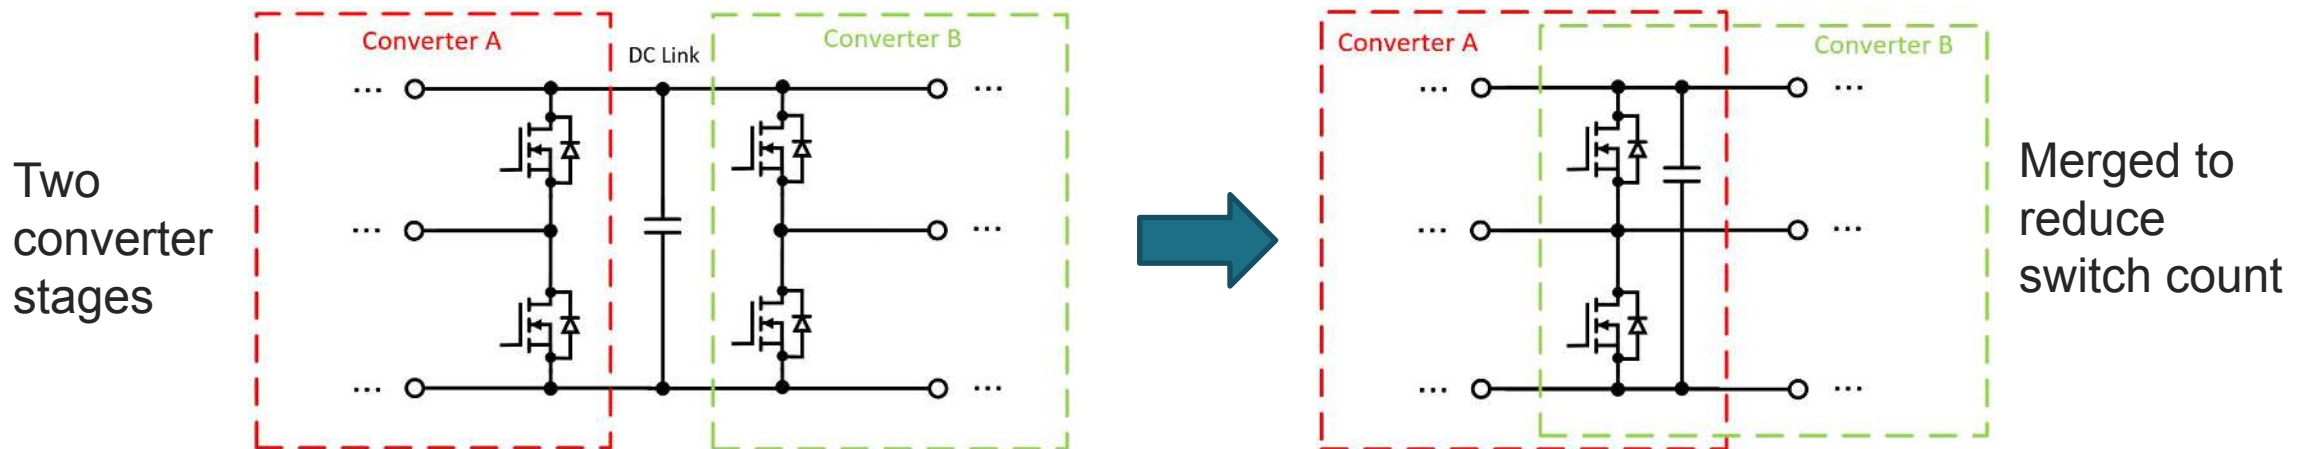 Two
converter
stages
Converter A
DC Link
Converter B
...
...
...
...
...
...
Converter A
Converter B
...
...
...
...
...
...
Merged to
reduce
switch count